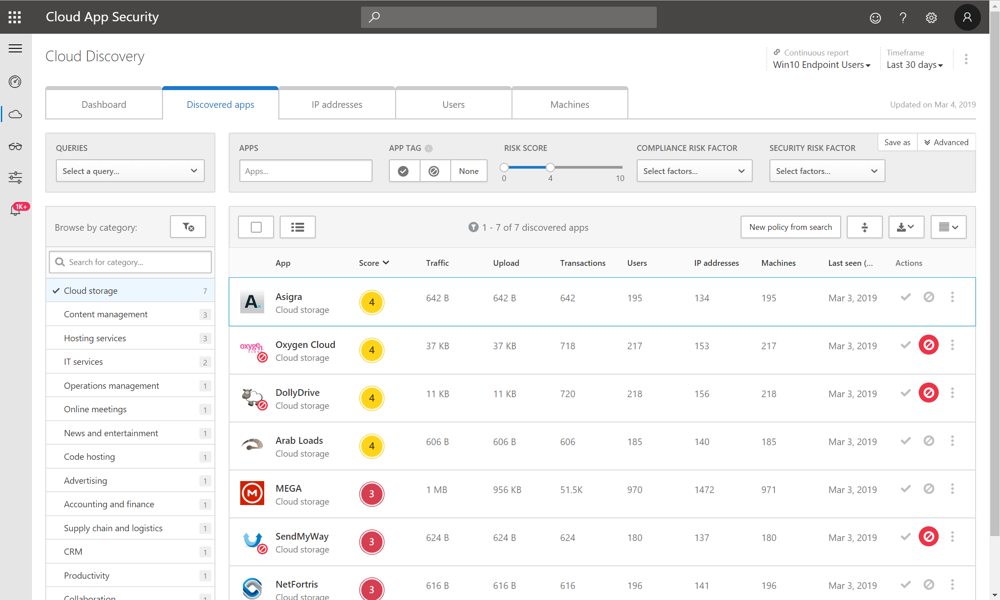 Cloud App Security
Cloud Discovery
Continuous report
Win10 Endpoint Users
Timeframe
Last 30 days
Dashboard
Discovered apps
IP addresses
Users
Machines
Updated on Mar 4, 2019
1K+
QUERIES
Select a query...
APPS
Apps...
APP TAG
None
RISK SCORE
0
4
10
COMPLIANCE RISK FACTOR
Select factors...
SECURITY RISK FACTOR
Select factors...
Save as
Advanced
Browse by category:
Search for category...
Cloud storage 7
Content management 3
Hosting services 3
IT services 2
Operations management 1
Online meetings 1
News and entertainment 1
Code hosting 1
Advertising 1
Accounting and finance 1
Supply chain and logistics 1
CRM 1
Productivity 1
Collaboration 1
1 - 7 of 7 discovered apps
New policy from search
App Score Traffic Upload Transactions Users IP addresses Machines Last seen (... Actions
A.
Asigra
Cloud storage
4 642 B 642 B 642 195 134 195 Mar 3, 2019
oxygen
CLOUD
Oxygen Cloud
Cloud storage
4 37 KB 37 KB 718 217 153 217 Mar 3, 2019
DollyDrive
Cloud storage
4 11 KB 11 KB 720 218 156 218 Mar 3, 2019
Arab Loads
Cloud storage
4 606 B 606 B 606 185 140 185 Mar 3, 2019
M
MEGA
Cloud storage
3 1 MB 956 KB 51.5K 970 1472 971 Mar 3, 2019
SendMyWay
Cloud storage
3 624 B 624 B 624 180 137 180 Mar 3, 2019
NetFortris
Cloud storage
3 616 B 616 B 616 196 141 196 Mar 3, 2019